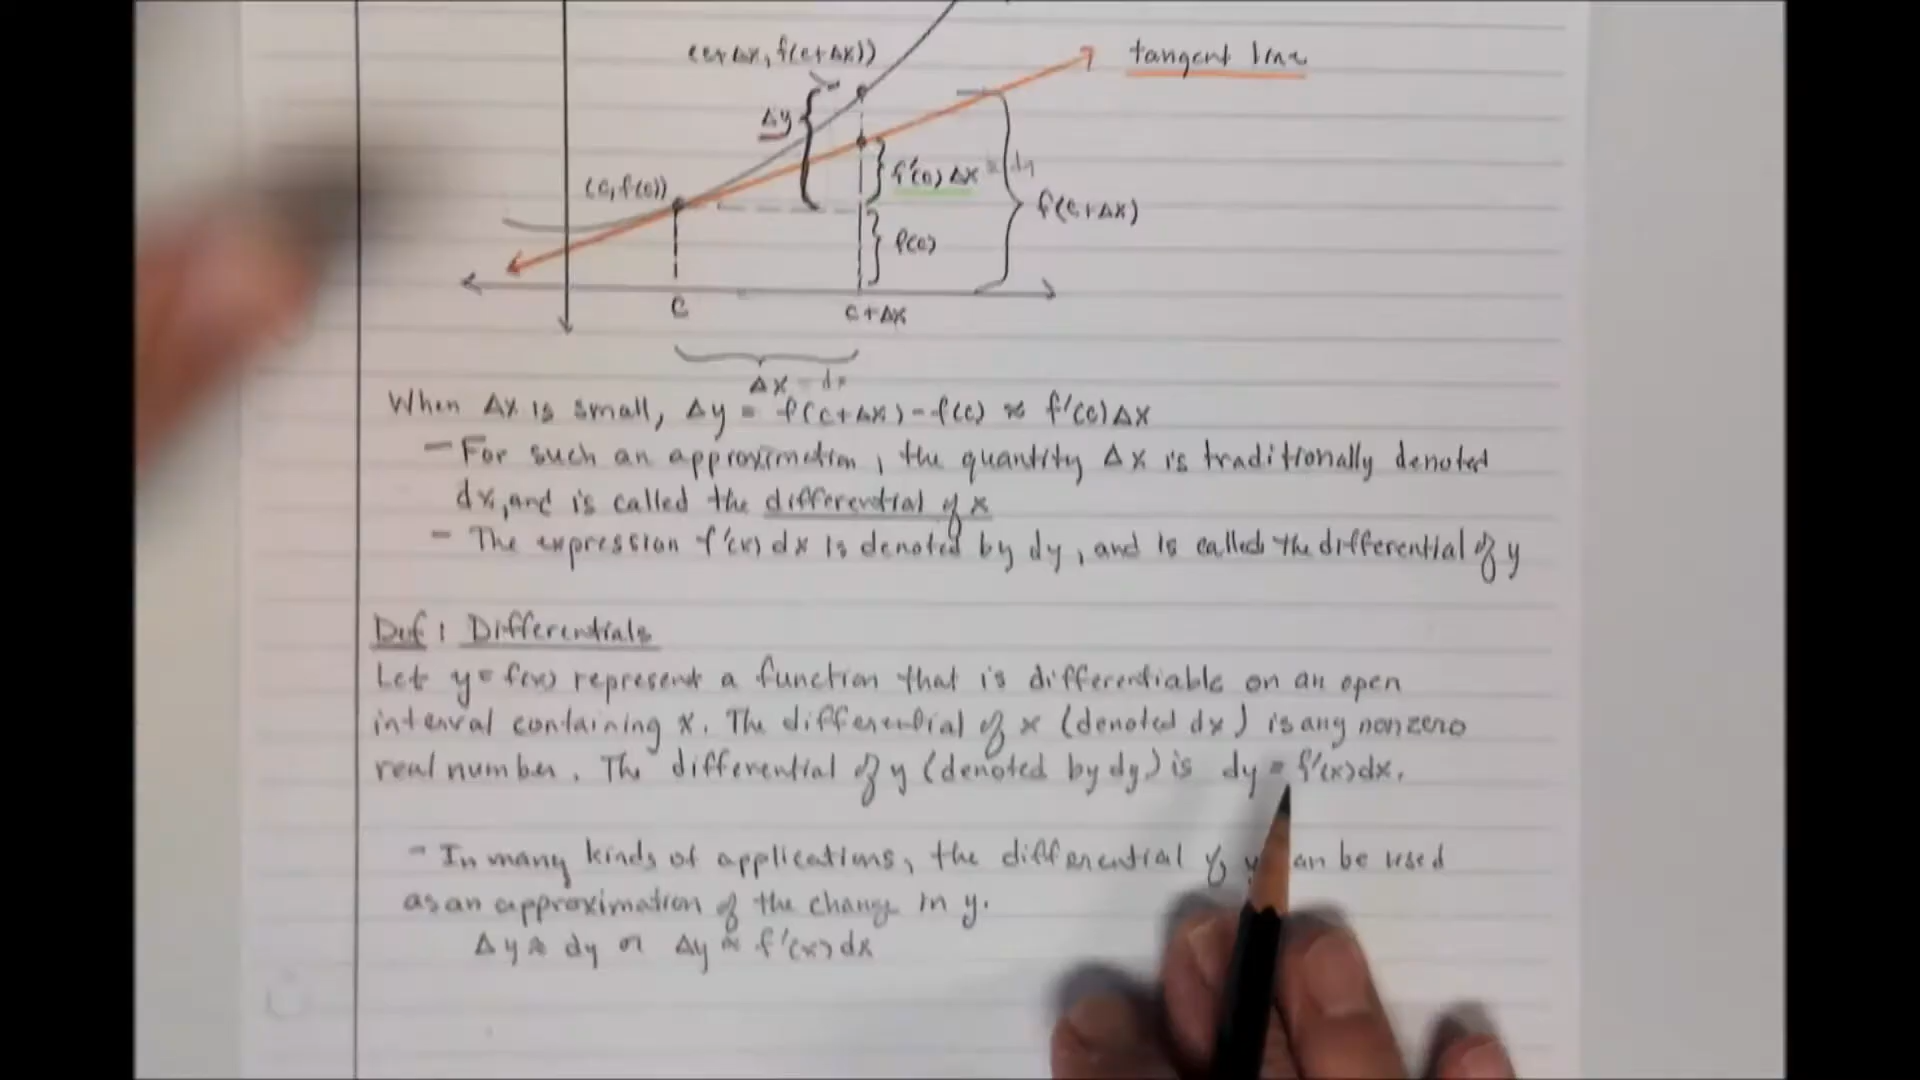 (c+Δx, f(c+Δx))
tangent line
Δy
(c, f(c))
f'(c) Δx = dy
f(c+Δx)
f(c)
c
c+Δx
Δx = dx
When Δx is small, Δy = f(c+Δx) - f(c) ≈ f'(c)Δx
- For such an approximation, the quantity Δx is traditionally denoted
dx, and is called the differential of x
- The expression f'(x) dx is denoted by dy, and is called the differential of y
Def: Differentials
Let y = f(x) represent a function that is differentiable on an open
interval containing x. The differential of x (denoted dx) is any nonzero
real number. The differential of y (denoted by dy) is dy = f'(x)dx.
- In many kinds of applications, the differential of y can be used
as an approximation of the change in y.
Δy ≈ dy or Δy ≈ f'(x)dx